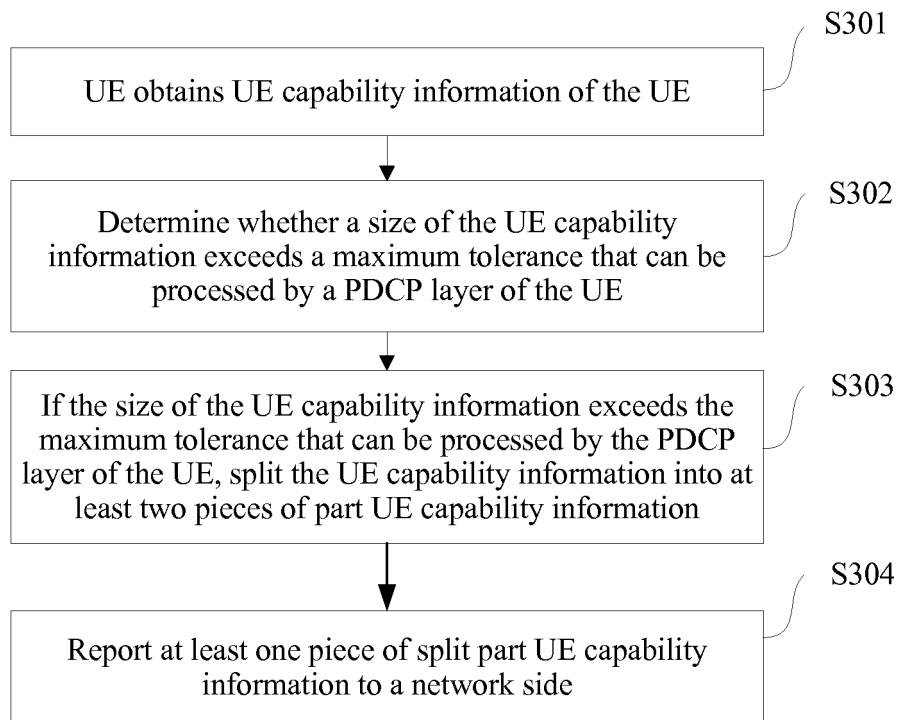 S301
UE obtains UE capability information of the UE
S302
Determine whether a size of the UE capability
information exceeds a maximum tolerance that can be
processed by a PDCP layer of the UE
S303
If the size of the UE capability information exceeds the
maximum tolerance that can be processed by the PDCP
layer of the UE, split the UE capability information into at
least two pieces of part UE capability information
S304
Report at least one piece of split part UE capability
information to a network side